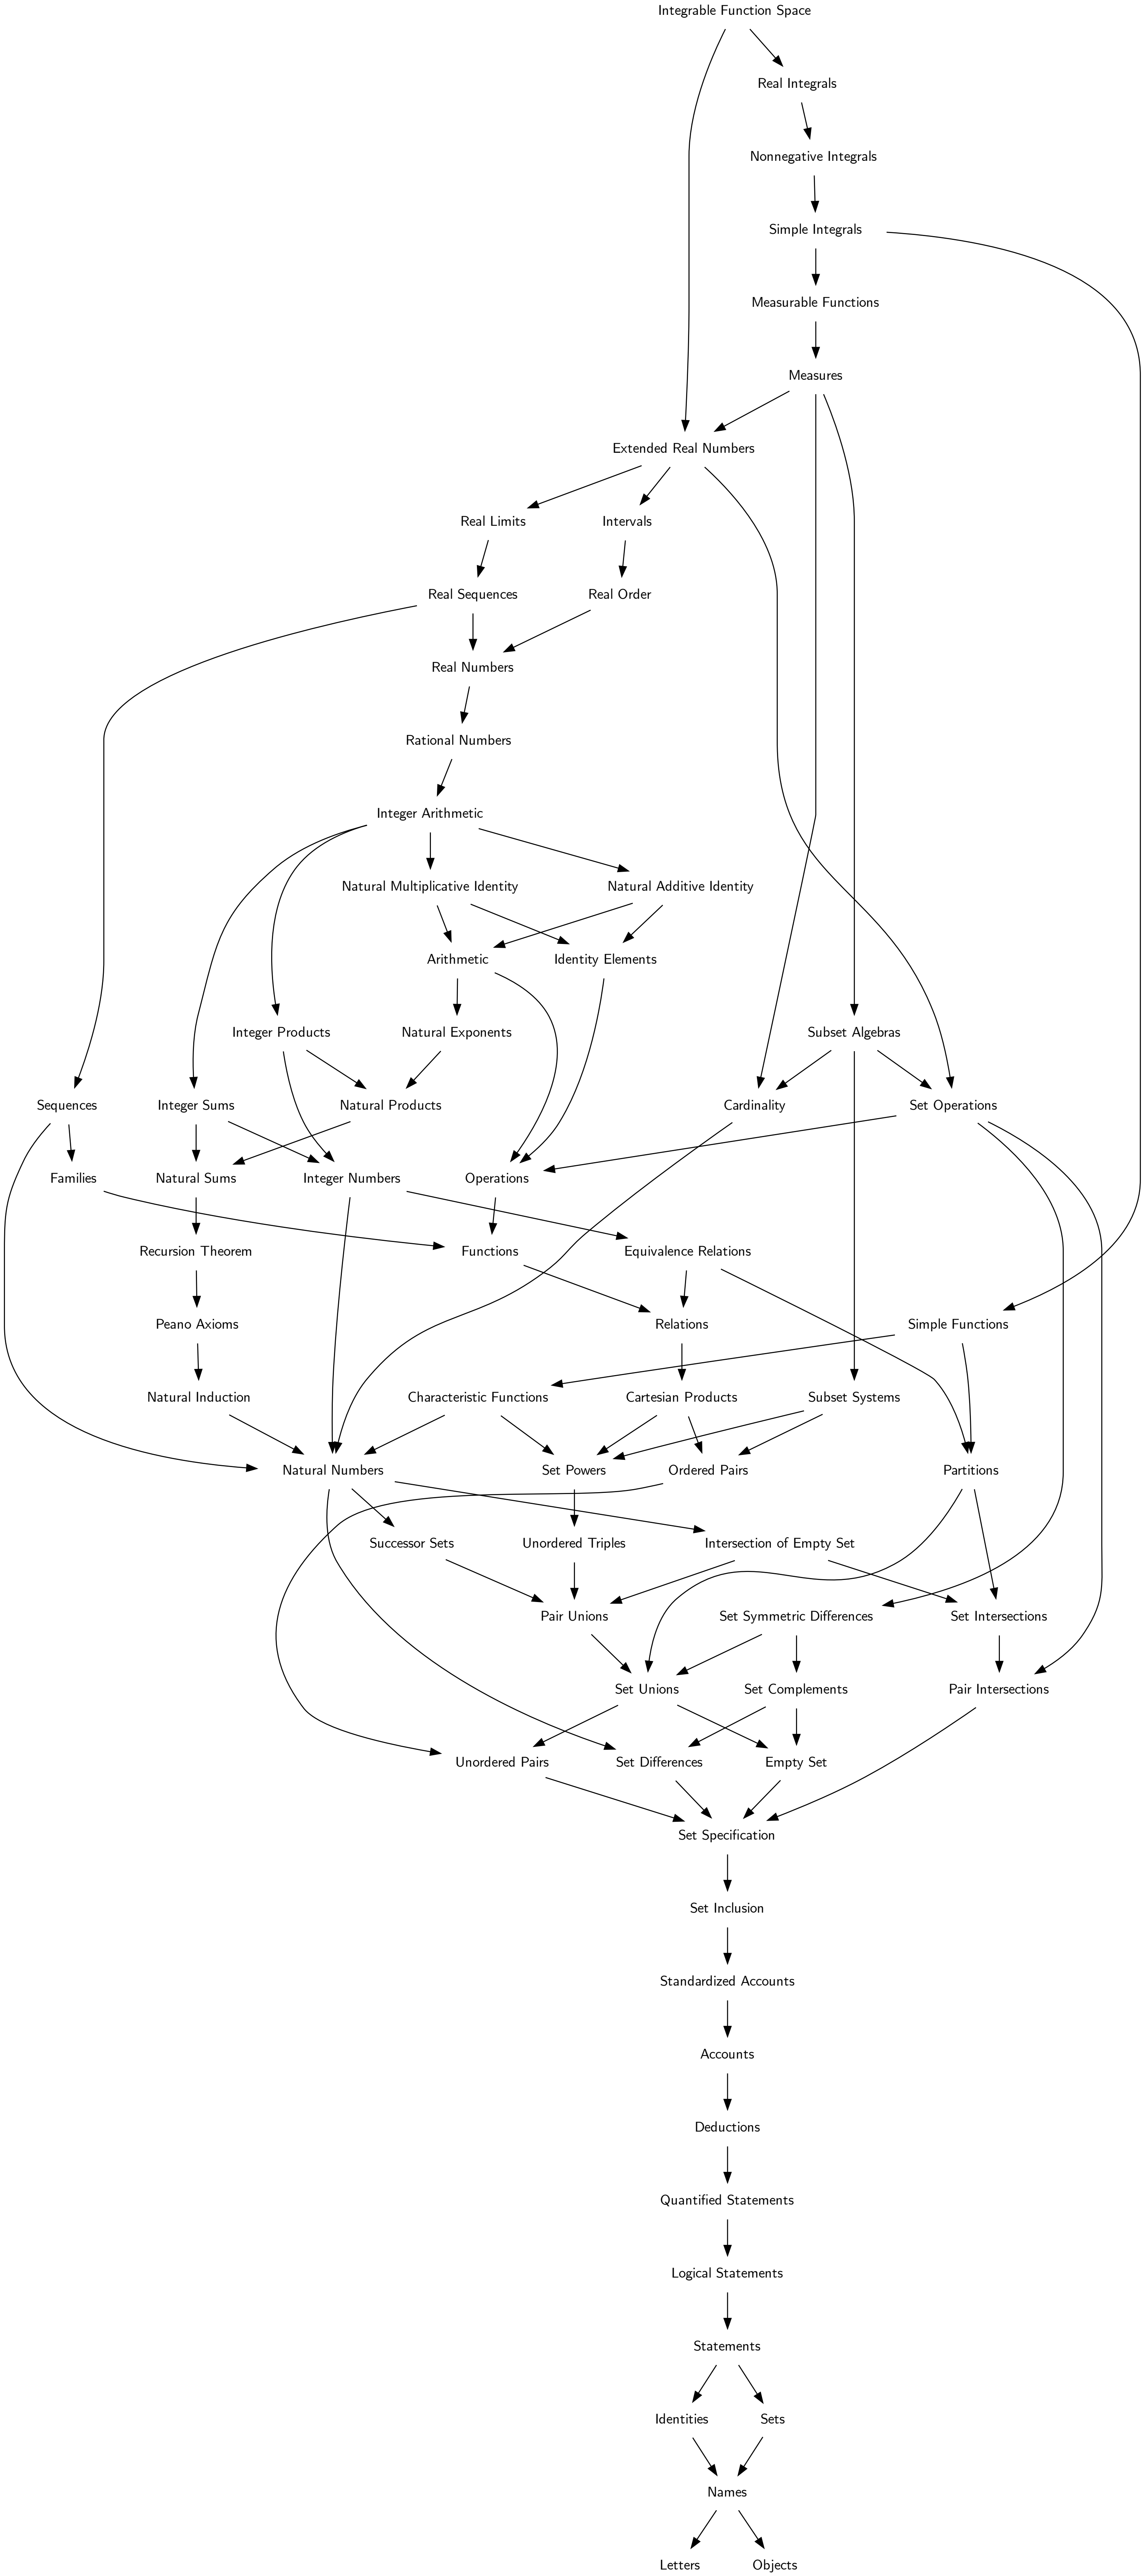 Integrable Function Space
Real Integrals
Nonnegative Integrals
Simple Integrals
Measurable Functions
Measures
Extended Real Numbers
Real Limits
Intervals
Real Sequences
Real Order
Real Numbers
Rational Numbers
Integer Arithmetic
Natural Multiplicative Identity
Natural Additive Identity
Arithmetic
Identity Elements
Integer Products
Natural Exponents
Subset Algebras
Sequences
Integer Sums
Natural Products
Cardinality
Set Operations
Families
Natural Sums
Integer Numbers
Operations
Recursion Theorem
Functions
Equivalence Relations
Peano Axioms
Relations
Simple Functions
Natural Induction
Characteristic Functions
Cartesian Products
Subset Systems
Natural Numbers
Set Powers
Ordered Pairs
Partitions
Successor Sets
Unordered Triples
Intersection of Empty Set
Pair Unions
Set Symmetric Differences
Set Intersections
Set Unions
Set Complements
Pair Intersections
Unordered Pairs
Set Differences
Empty Set
Set Specification
Set Inclusion
Standardized Accounts
Accounts
Deductions
Quantified Statements
Logical Statements
Statements
Identities
Sets
Names
Letters
Objects